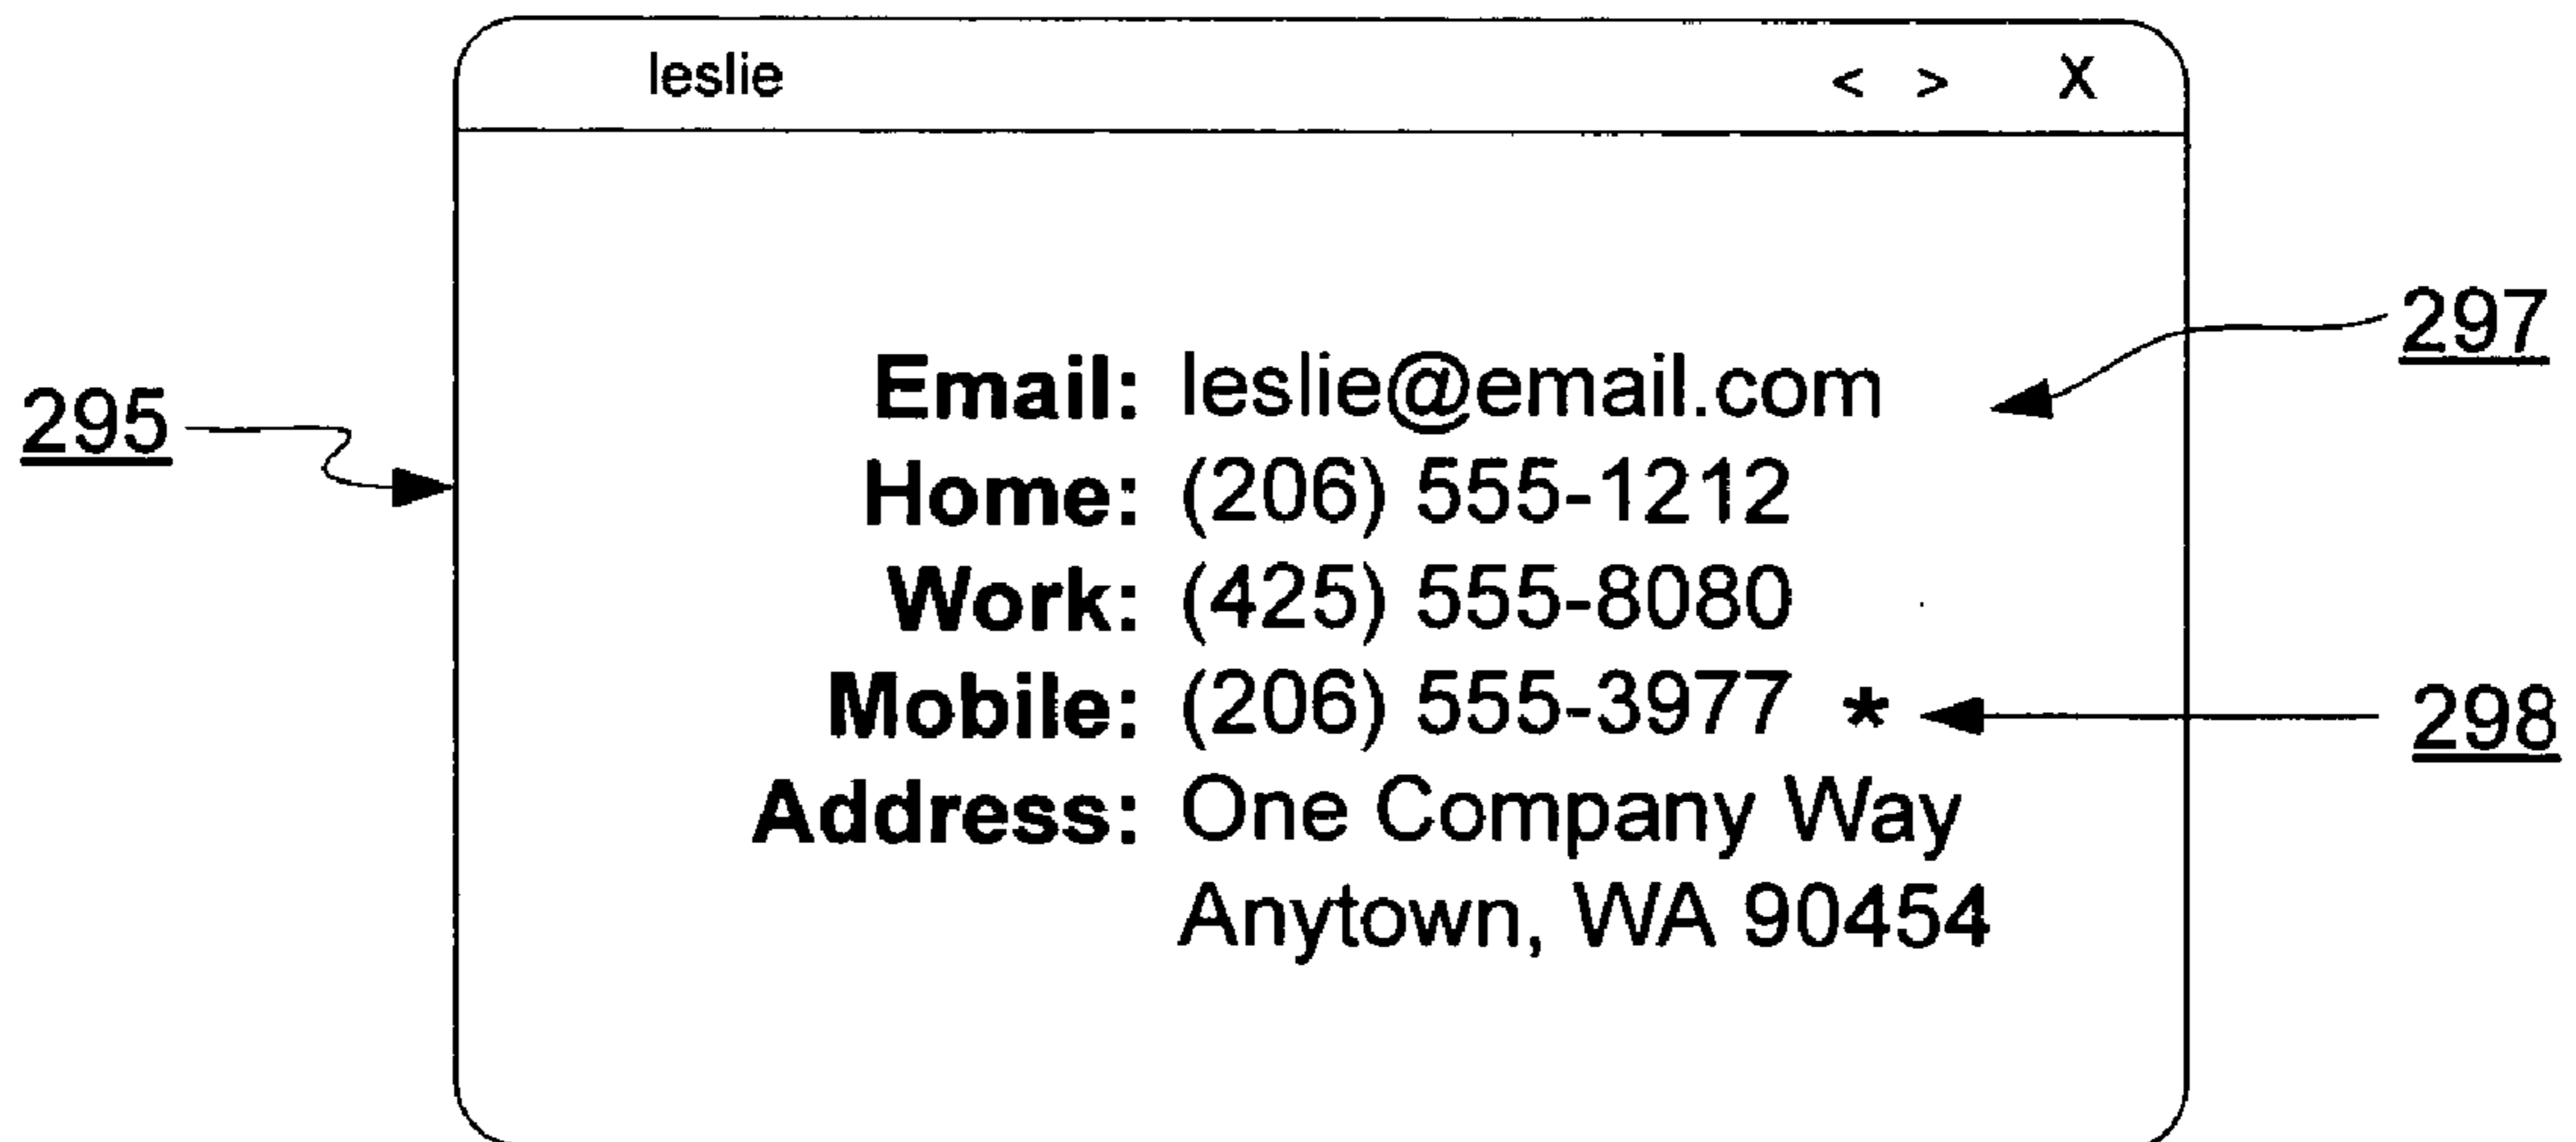 leslie < > X
297
Email: leslie@email.com
295
Home: (206) 555-1212
Work: (425) 555-8080
Mobile: (206) 555-3977 *
298
Address: One Company Way
Anytown, WA 90454